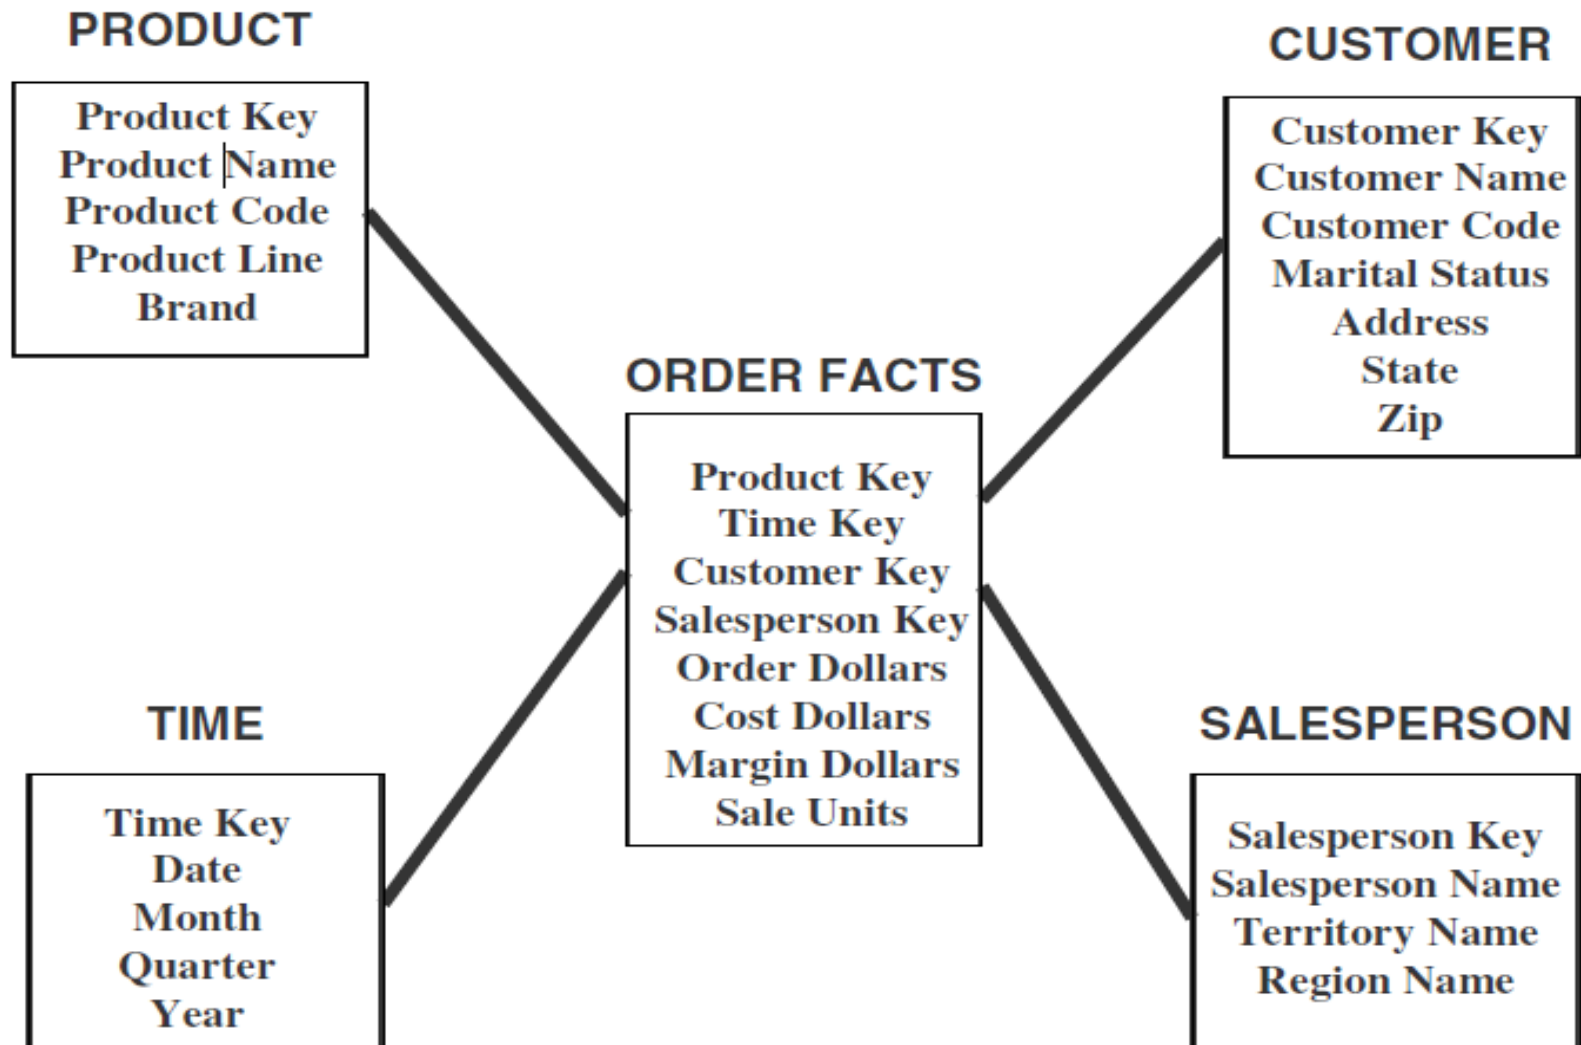 PRODUCT
Product Key
Product Name
Product Code
Product Line
Brand
CUSTOMER
Customer Key
Customer Name
Customer Code
Marital Status
Address
State
Zip
ORDER FACTS
Product Key
Time Key
Customer Key
Salesperson Key
Order Dollars
Cost Dollars
Margin Dollars
Sale Units
TIME
Time Key
Date
Month
Quarter
Year
SALESPERSON
Salesperson Key
Salesperson Name
Territory Name
Region Name